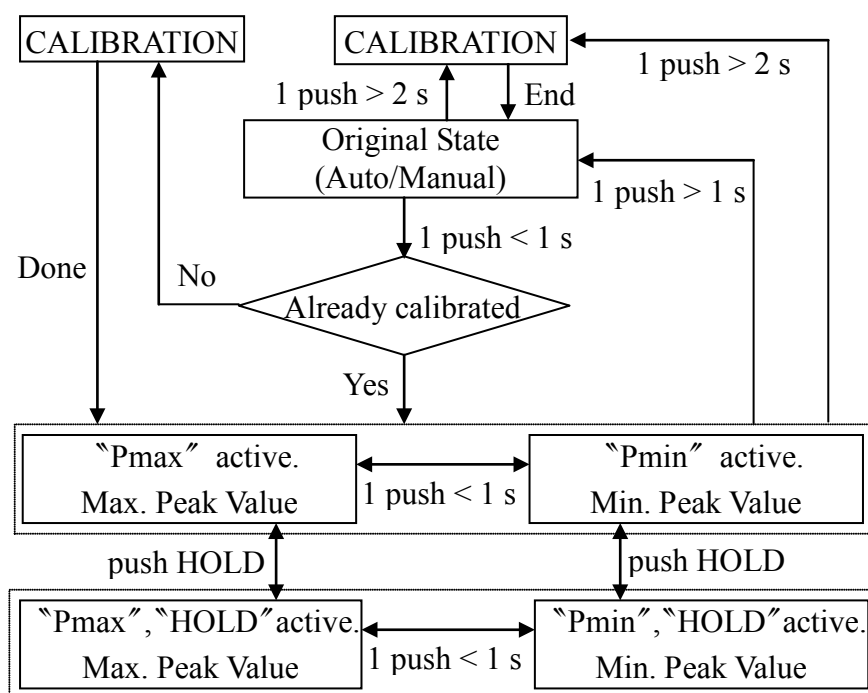 CALIBRATION
CALIBRATION
1 push > 2 s
1 push > 2 s
End
Original State
(Auto/Manual)
1 push > 1 s
1 push < 1 s
Done
No
Already calibrated
Yes
〝Pmax〞 active.
Max. Peak Value
1 push < 1 s
〝Pmin〞 active.
Min. Peak Value
push HOLD
push HOLD
〝Pmax〞,〝HOLD〞active.
Max. Peak Value
1 push < 1 s
〝Pmin〞,〝HOLD〞active.
Min. Peak Value